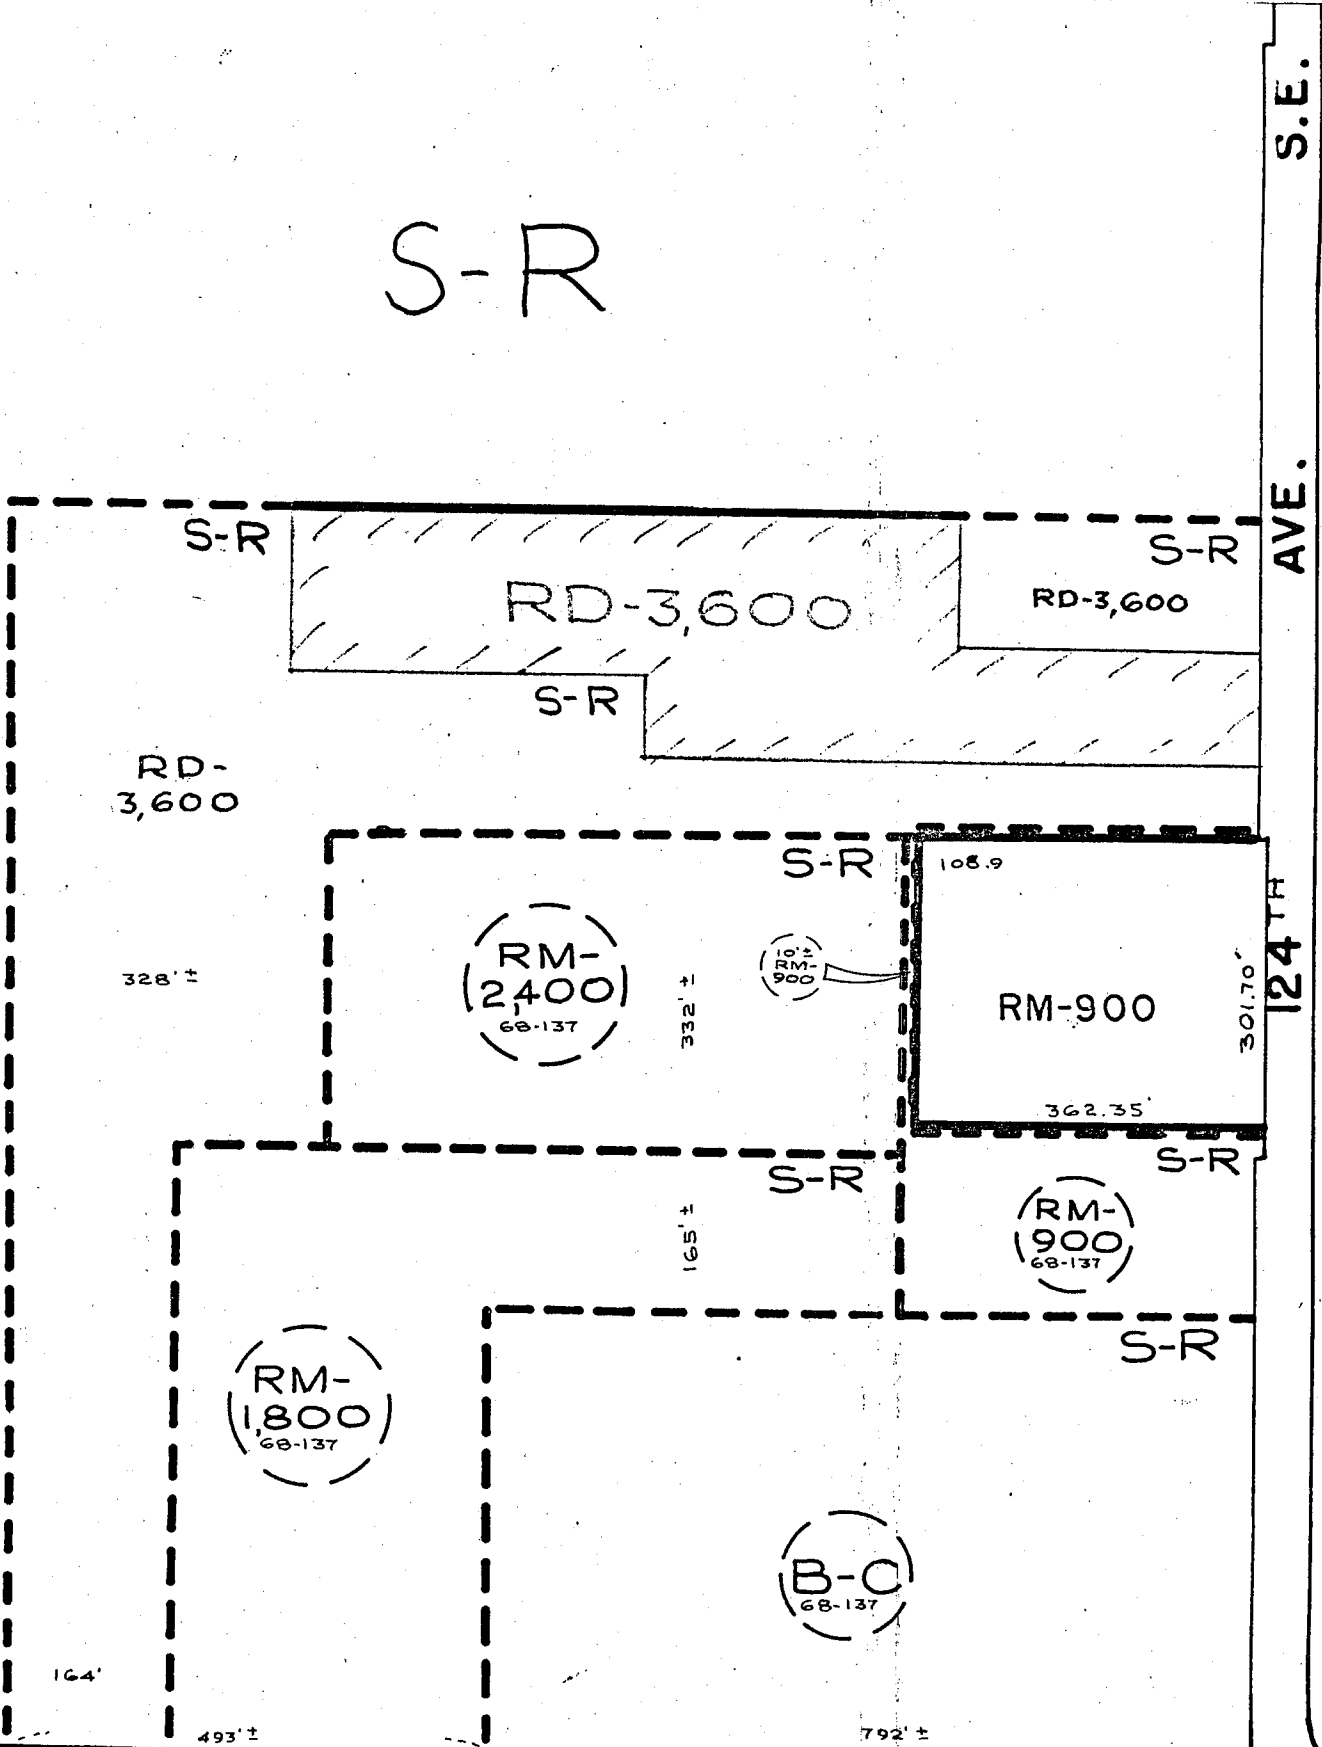 S.E.
S-R
AVE.
S-R
S-R
RD-3,600
RD-3,600
S-R
RD-
3,600
S-R
108.9
124TH
RM-
2,400
68-137
10'±
RM-
900
328'±
332'±
RM-900
301.70'
362.35'
S-R
S-R
165'±
RM-
900
68-137
S-R
RM-
1,800
68-137
B-C
68-137
164'
493'±
792'±